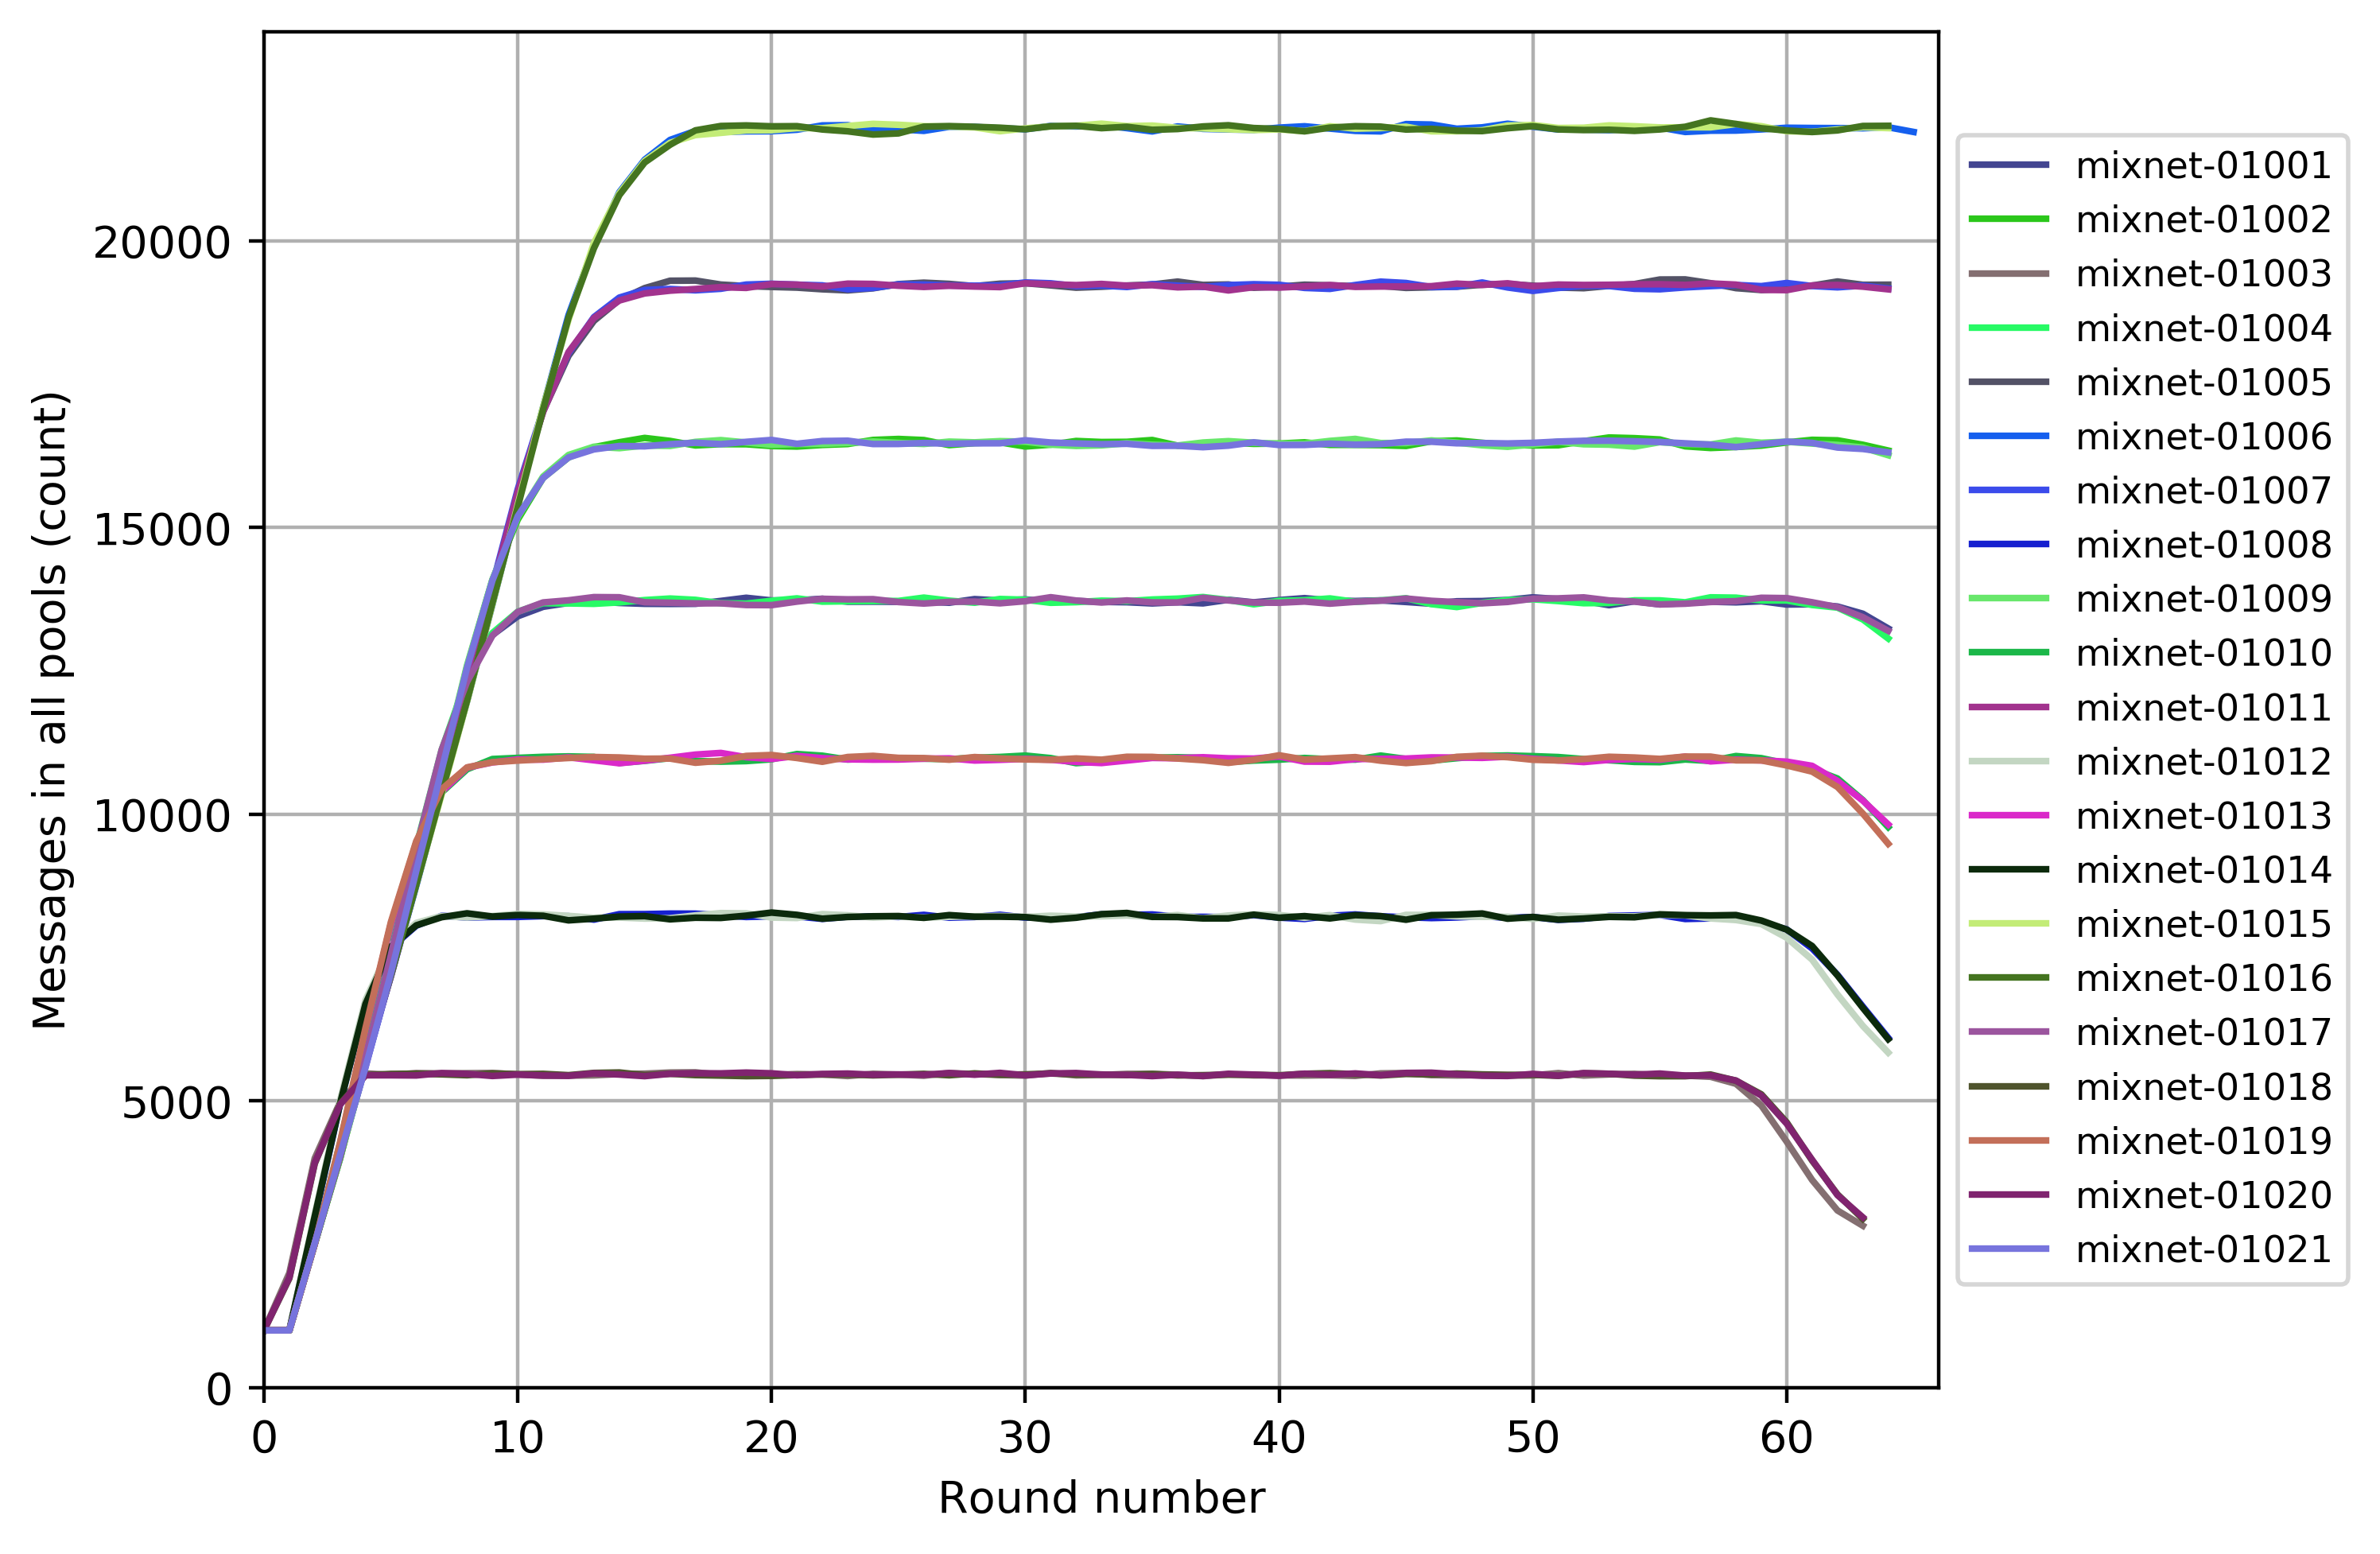 Messages in all pools (count)
20000
15000
10000
5000
0
0 10 20 30 40 50 60
Round number
mixnet-01001
mixnet-01002
mixnet-01003
mixnet-01004
mixnet-01005
mixnet-01006
mixnet-01007
mixnet-01008
mixnet-01009
mixnet-01010
mixnet-01011
mixnet-01012
mixnet-01013
mixnet-01014
mixnet-01015
mixnet-01016
mixnet-01017
mixnet-01018
mixnet-01019
mixnet-01020
mixnet-01021